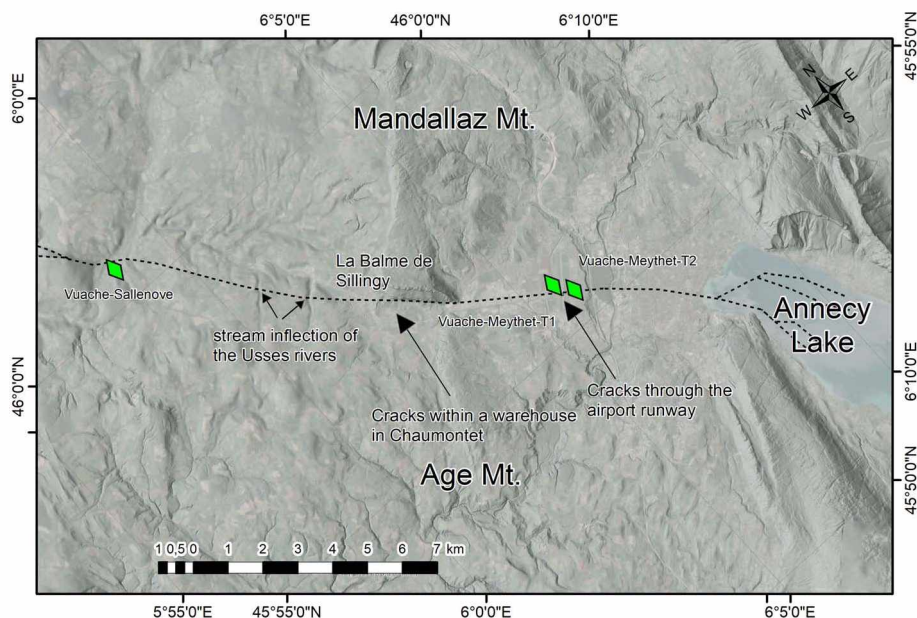 6°5'0"E
46°0'0"N
6°10'0"E
45°55'0"N
6°0'0"E
N
E
W
S
Mandallaz Mt.
La Balme de
Sillingy
Vuache-Meythet-T2
Vuache-Sallenove
Annecy
Lake
Vuache-Meythet-T1
stream inflection of
the Usses rivers
46°0'0"N
6°10'0"E
Cracks through the
airport runway
Cracks within a warehouse
in Chaumontet
Age Mt.
45°50'0"N
1 0,5 0 1 2 3 4 5 6 7 km
5°55'0"E
45°55'0"N
6°0'0"E
6°5'0"E